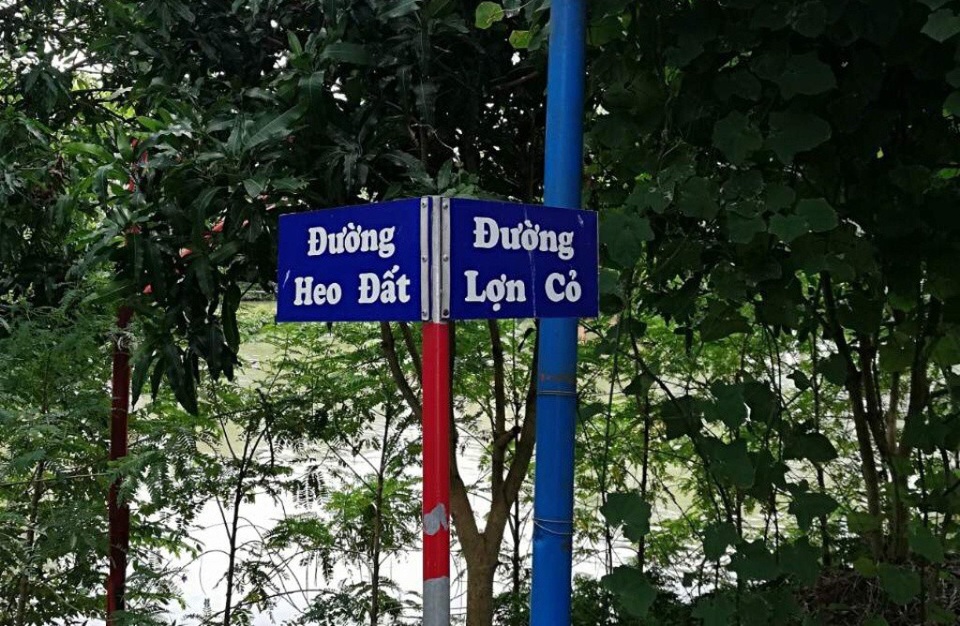 Đường
Heo Đất
Đường
Lợn Cỏ